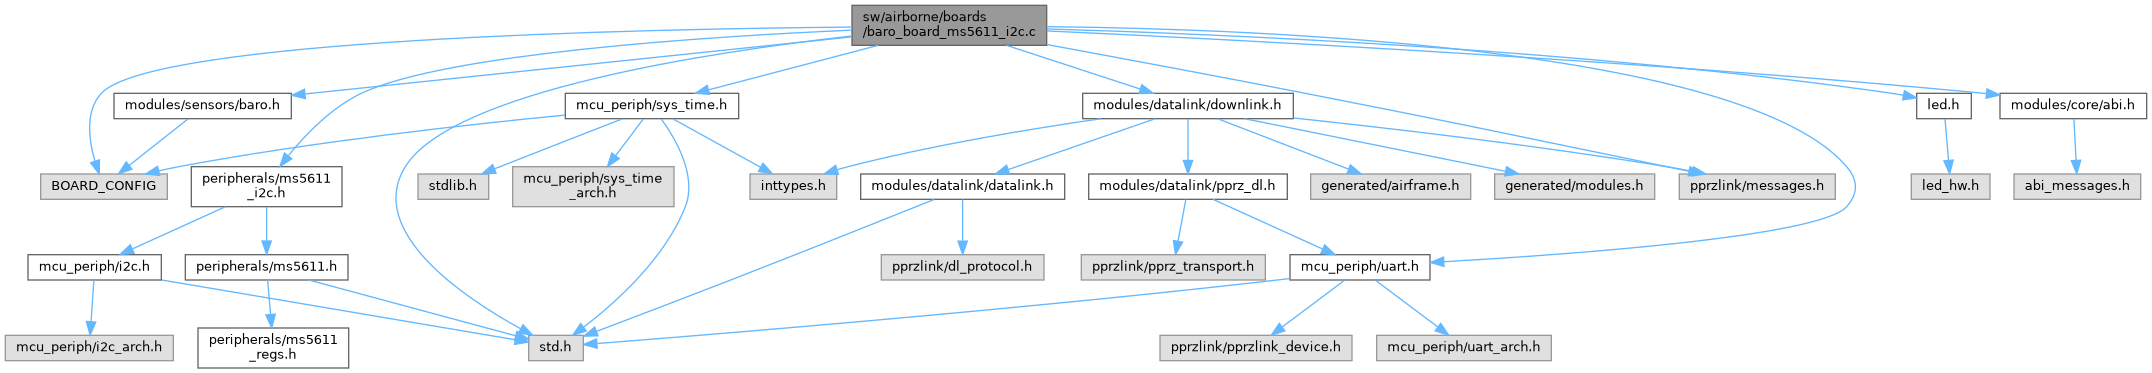 sw/airborne/boards
/baro_board_ms5611_i2c.c
modules/sensors/baro.h
mcu_periph/sys_time.h
modules/datalink/downlink.h
led.h
modules/core/abi.h
BOARD_CONFIG
peripherals/ms5611
_i2c.h
stdlib.h
mcu_periph/sys_time
_arch.h
inttypes.h
modules/datalink/datalink.h
modules/datalink/pprz_dl.h
generated/airframe.h
generated/modules.h
pprzlink/messages.h
led_hw.h
abi_messages.h
mcu_periph/i2c.h
peripherals/ms5611.h
pprzlink/dl_protocol.h
pprzlink/pprz_transport.h
mcu_periph/uart.h
mcu_periph/i2c_arch.h
peripherals/ms5611
_regs.h
std.h
pprzlink/pprzlink_device.h
mcu_periph/uart_arch.h